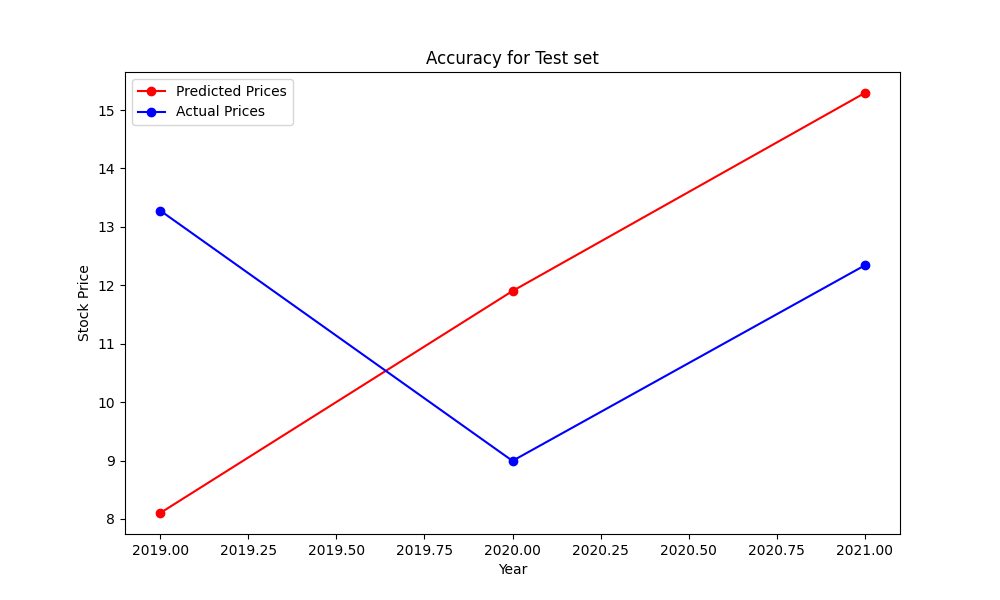 Accuracy for Test set
Predicted Prices
Actual Prices
15
14
13
12
11
10
9
8
Stock Price
2019.00 2019.25 2019.50 2019.75 2020.00 2020.25 2020.50 2020.75 2021.00
Year